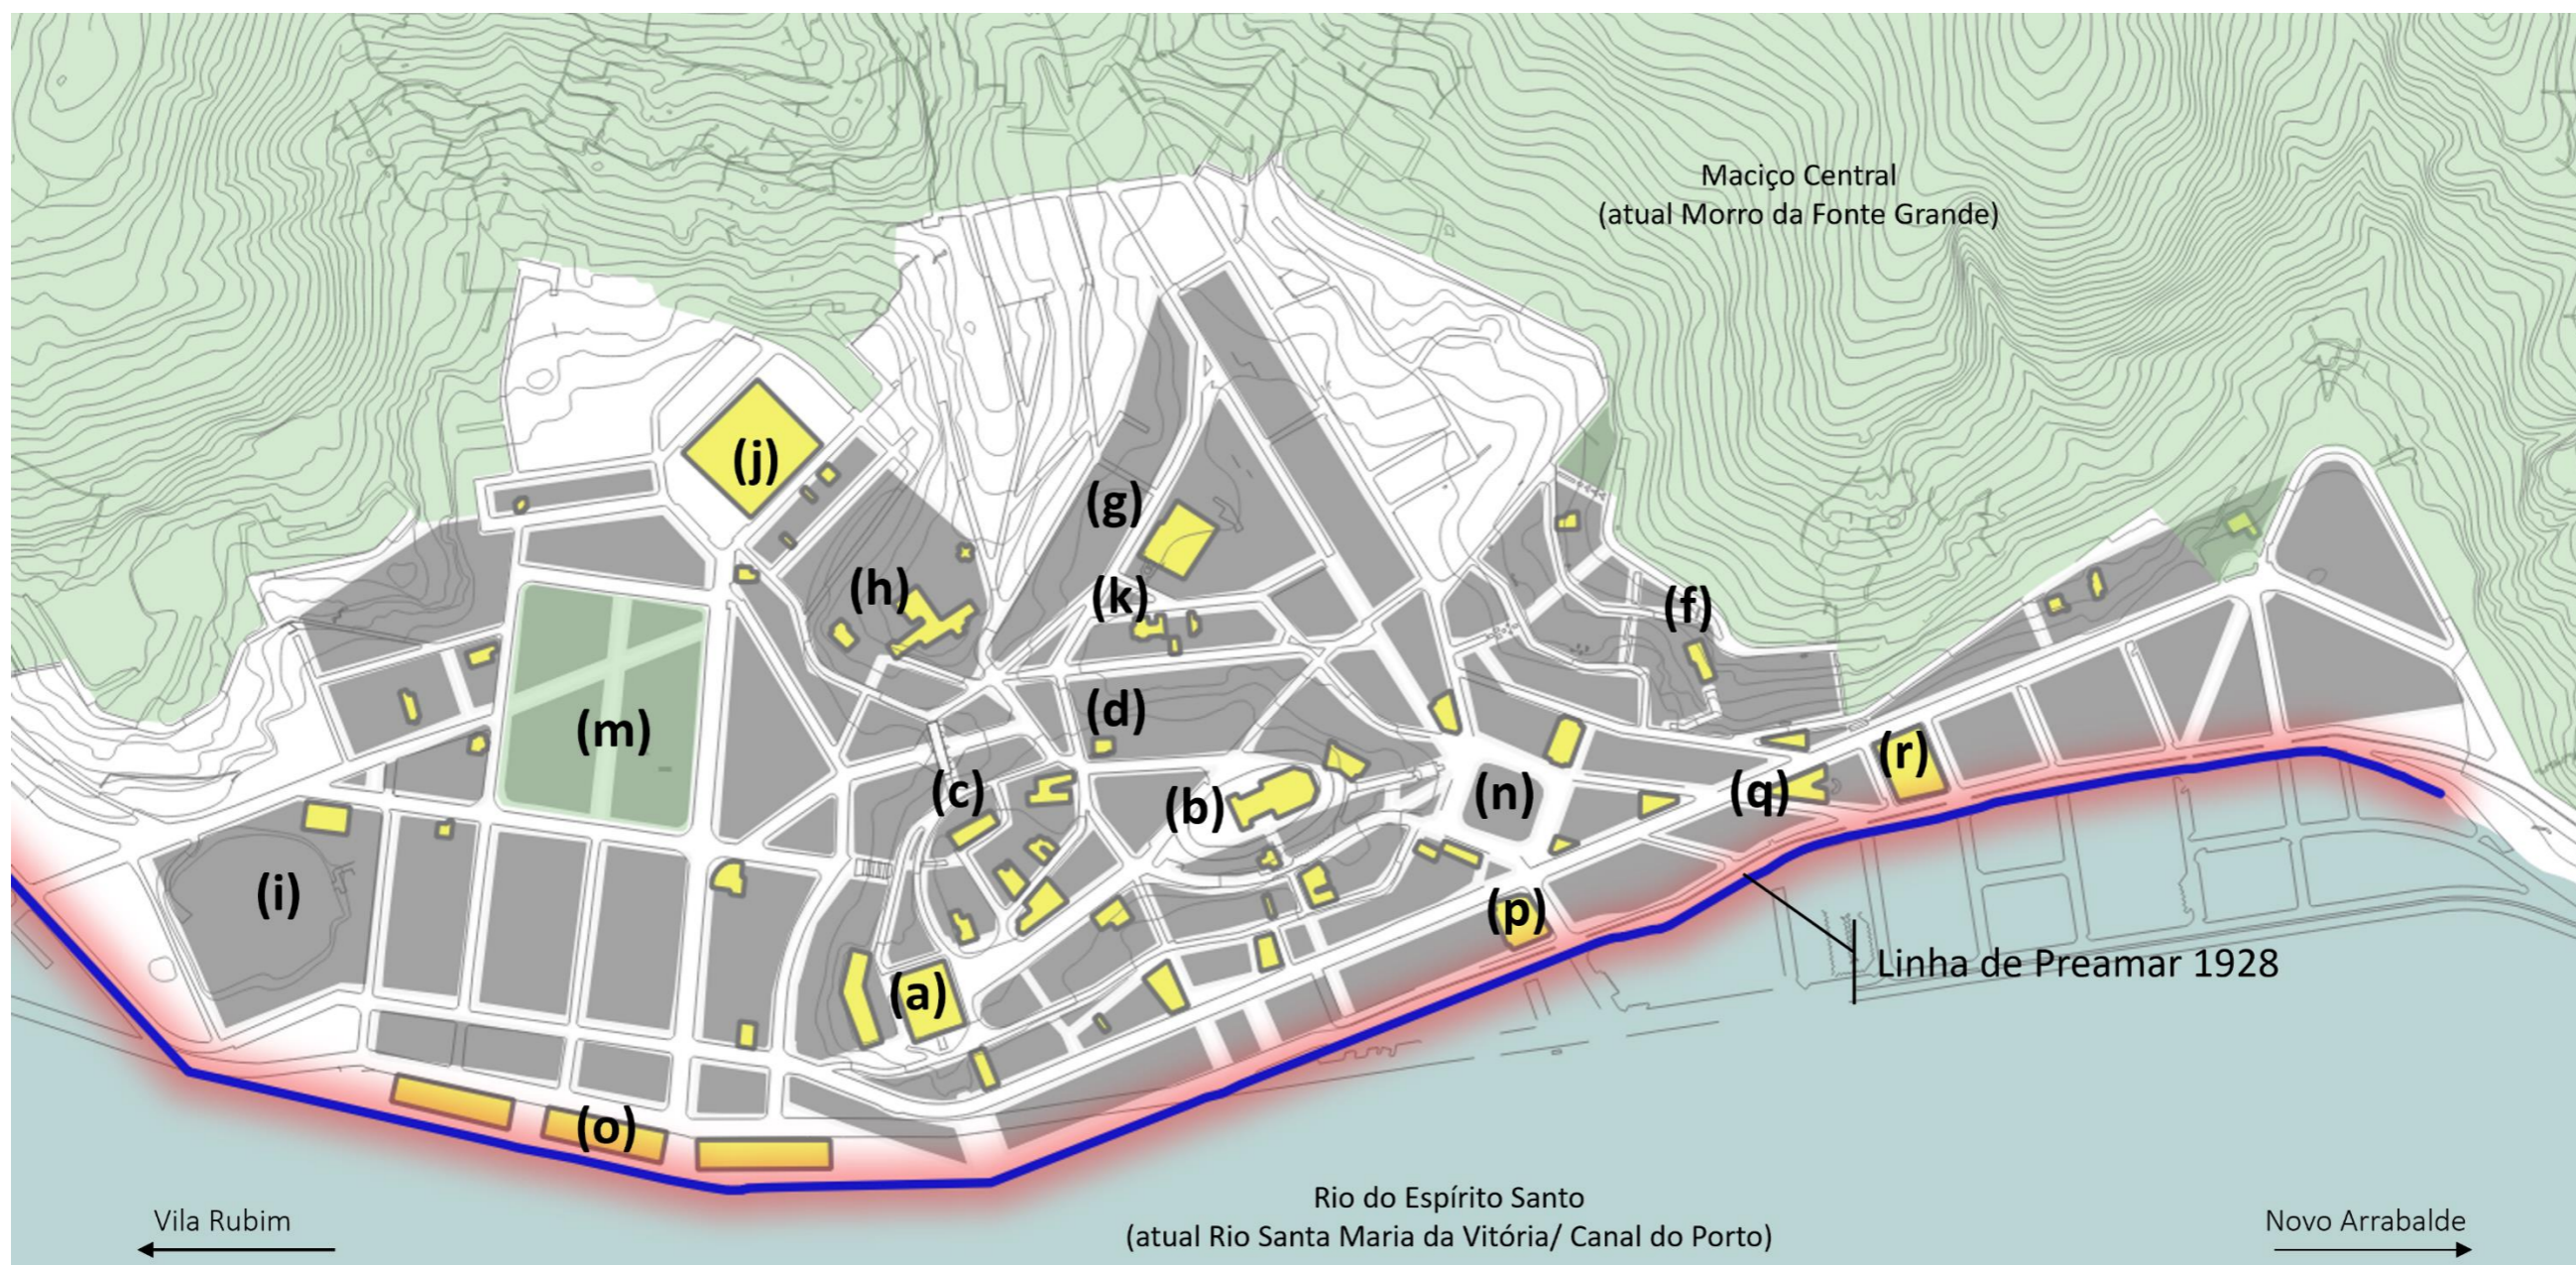 Maciço Central
(atual Morro da Fonte Grande)
(j)
(g)
(h)
(k)
(f)
(d)
(m)
(c)
(b)
(n)
(q)
(r)
(i)
(p)
(a)
Linha de Preamar 1928
(o)
Rio do Espírito Santo
(atual Rio Santa Maria da Vitória/ Canal do Porto)
Vila Rubim
Novo Arrabalde